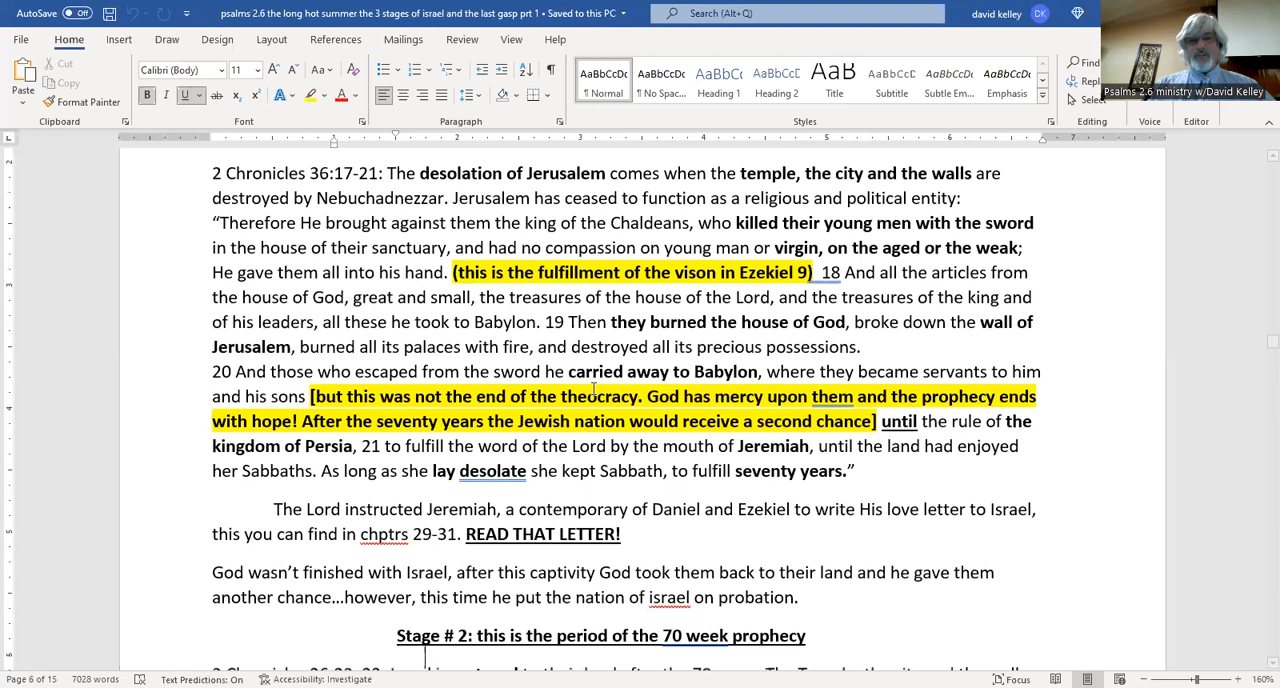 AutoSave Off psalms 2.6 the long hot summer the 3 stages of israel and the last gasp prt 1 • Saved to this PC Search (Alt+Q) david kelley DK
File Home Insert Draw Design Layout References Mailings Review View Help
Paste Cut Copy Format Painter Calibri (Body) 11
AaBbCcDc AaBbCcDc AaBbCc AaBbCcD AaB AaBbCcD AaBbCcDc AaBbCcDc
Normal No Spac... Heading 1 Heading 2 Title Subtitle Subtle Em... Emphasis
Psalms 2.6 ministry w/David Kelley
Clipboard Font Paragraph Styles Editing Voice Editor
2 Chronicles 36:17-21: The desolation of Jerusalem comes when the temple, the city and the walls are
destroyed by Nebuchadnezzar. Jerusalem has ceased to function as a religious and political entity:
“Therefore He brought against them the king of the Chaldeans, who killed their young men with the sword
in the house of their sanctuary, and had no compassion on young man or virgin, on the aged or the weak;
He gave them all into his hand. (this is the fulfillment of the vison in Ezekiel 9) 18 And all the articles from
the house of God, great and small, the treasures of the house of the Lord, and the treasures of the king and
of his leaders, all these he took to Babylon. 19 Then they burned the house of God, broke down the wall of
Jerusalem, burned all its palaces with fire, and destroyed all its precious possessions.
20 And those who escaped from the sword he carried away to Babylon, where they became servants to him
and his sons [but this was not the end of the theocracy. God has mercy upon them and the prophecy ends
with hope! After the seventy years the Jewish nation would receive a second chance] until the rule of the
kingdom of Persia, 21 to fulfill the word of the Lord by the mouth of Jeremiah, until the land had enjoyed
her Sabbaths. As long as she lay desolate she kept Sabbath, to fulfill seventy years.”
The Lord instructed Jeremiah, a contemporary of Daniel and Ezekiel to write His love letter to Israel,
this you can find in chptrs 29-31. READ THAT LETTER!
God wasn’t finished with Israel, after this captivity God took them back to their land and he gave them
another chance…however, this time he put the nation of israel on probation.
Stage # 2: this is the period of the 70 week prophecy
Page 6 of 15 7028 words Text Predictions: On Accessibility: Investigate Focus 160%